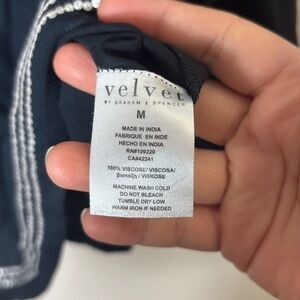 velvet
BY GRAHAM & SPENCER
M
MADE IN INDIA
FABRIQUE EN INDE
HECHO EN INDIA
RN#109220
CA#42241
100% VISCOSE/ VISCOSA/
βισκόζη / VISKOSE
MACHINE WASH COLD
DO NOT BLEACH
TUMBLE DRY LOW
WARM IRON IF NEEDED